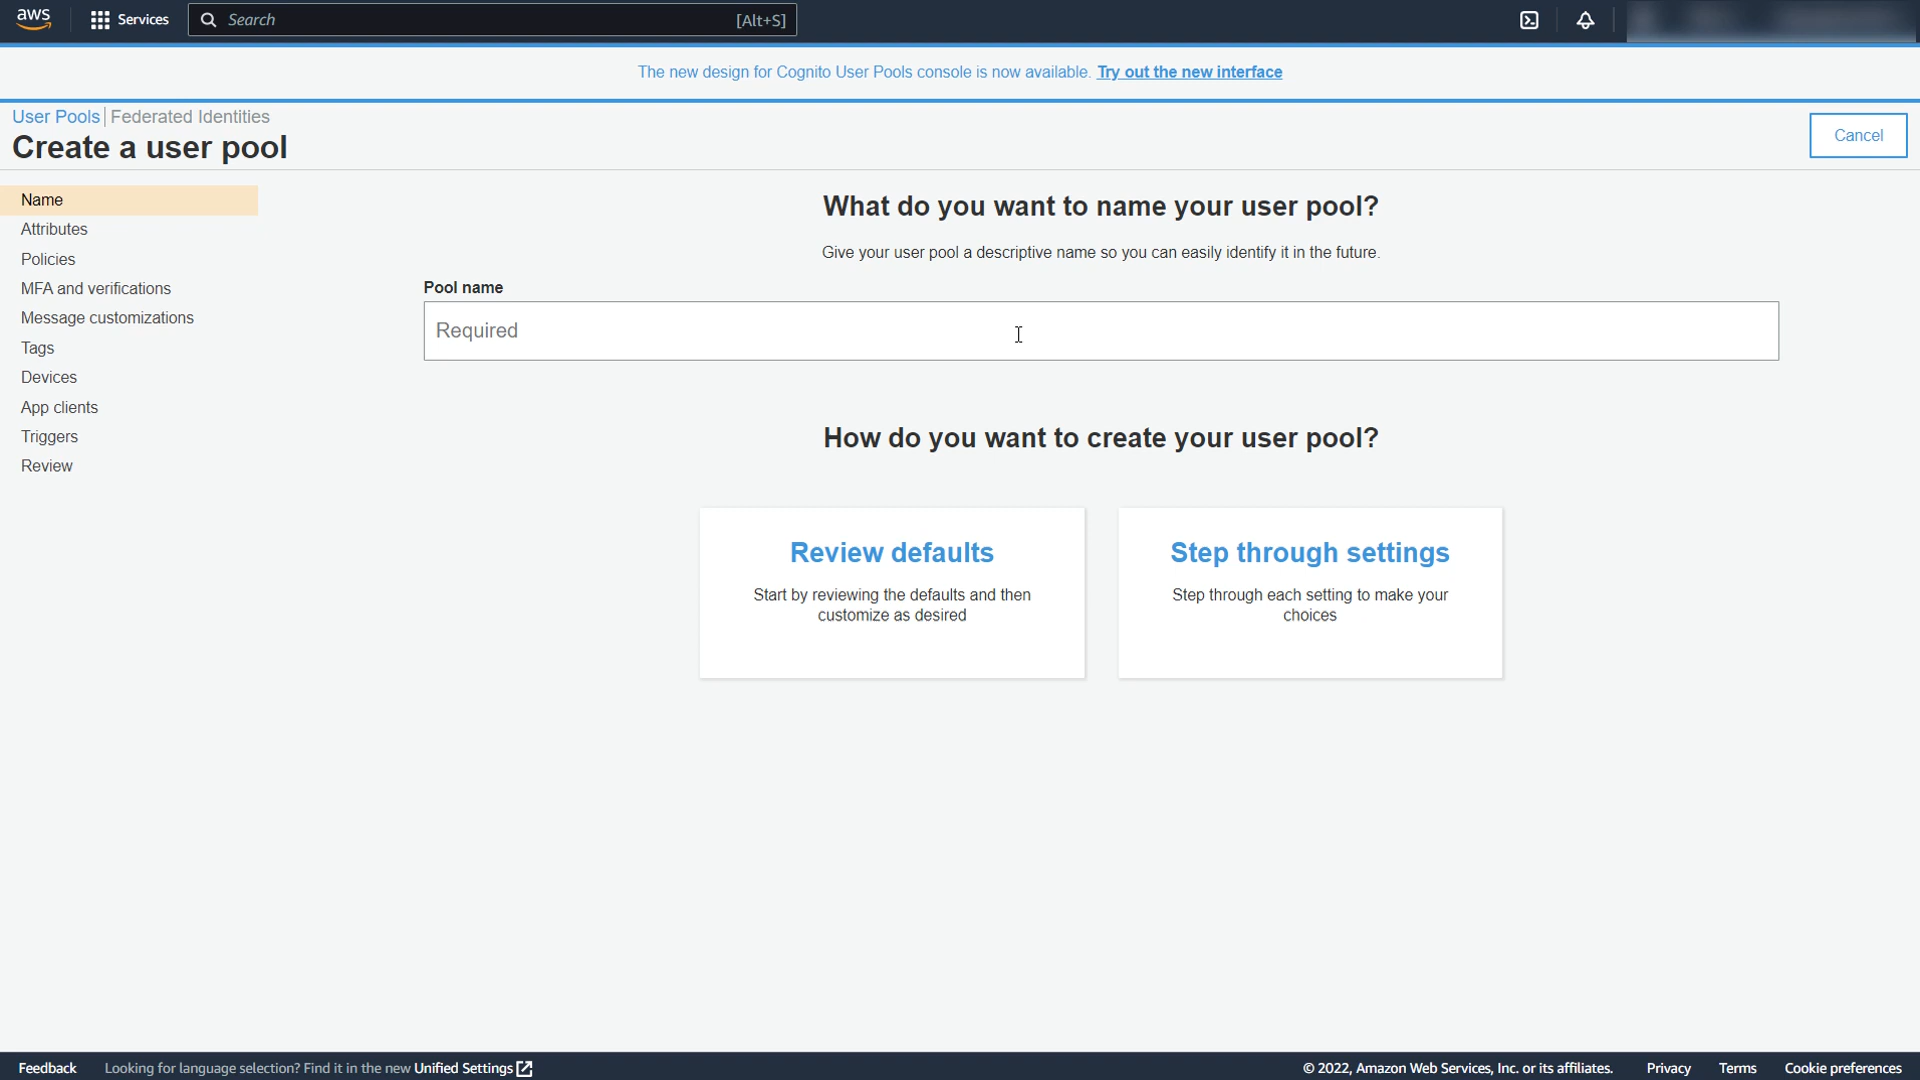 aws
Services
Search
[Alt+S]
The new design for Cognito User Pools console is now available. Try out the new interface
User Pools Federated Identities
Create a user pool
Cancel
Name
Attributes
Policies
MFA and verifications
Message customizations
Tags
Devices
App clients
Triggers
Review
What do you want to name your user pool?
Give your user pool a descriptive name so you can easily identify it in the future.
Pool name
Required
How do you want to create your user pool?
Review defaults
Start by reviewing the defaults and then
customize as desired
Step through settings
Step through each setting to make your
choices
Feedback
Looking for language selection? Find it in the new Unified Settings
© 2022, Amazon Web Services, Inc. or its affiliates.
Privacy
Terms
Cookie preferences